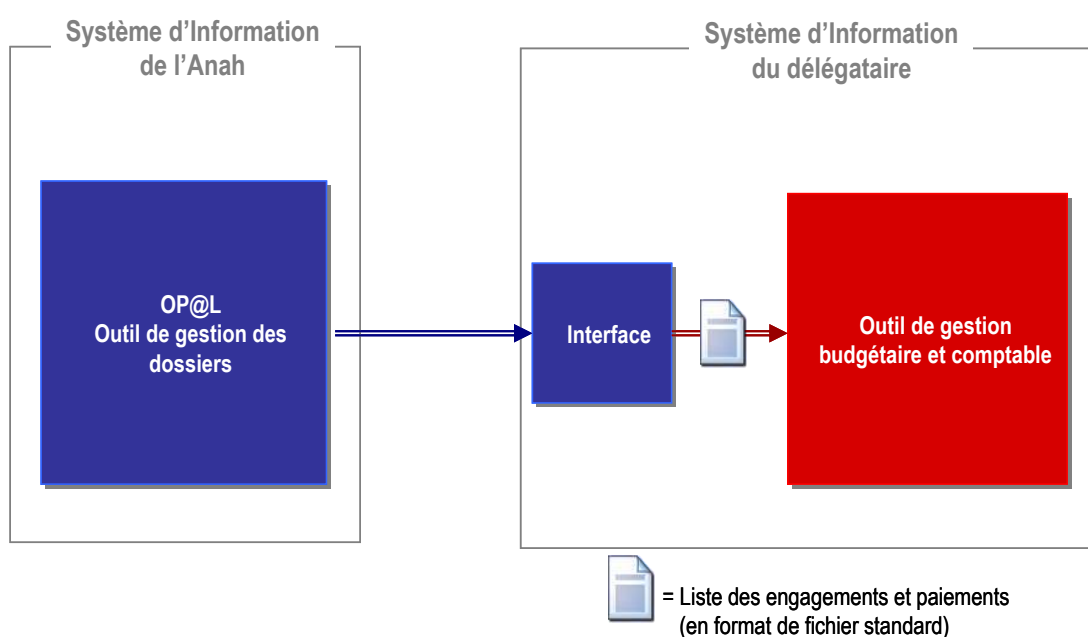 Système d’Information
de l’Anah
Système d’Information
du délégataire
OP@L
Outil de gestion des
dossiers
Interface
Outil de gestion
budgétaire et comptable
= Liste des engagements et paiements
(en format de fichier standard)